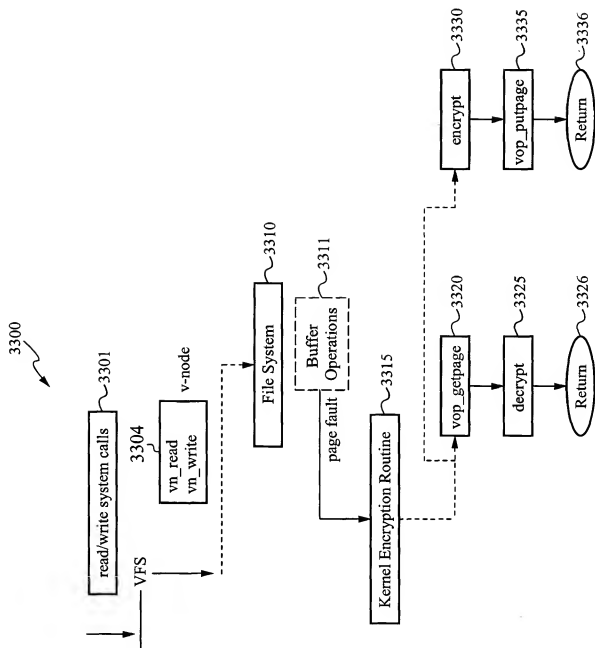 3300
3301
read/write system calls
VFS
3304
vn_read
vn_write
v-node
3310
File System
3311
Buffer
Operations
page fault
3315
Kernel Encryption Routine
3320
vop_getpage
3325
decrypt
3326
Return
3330
encrypt
3335
vop_putpage
3336
Return